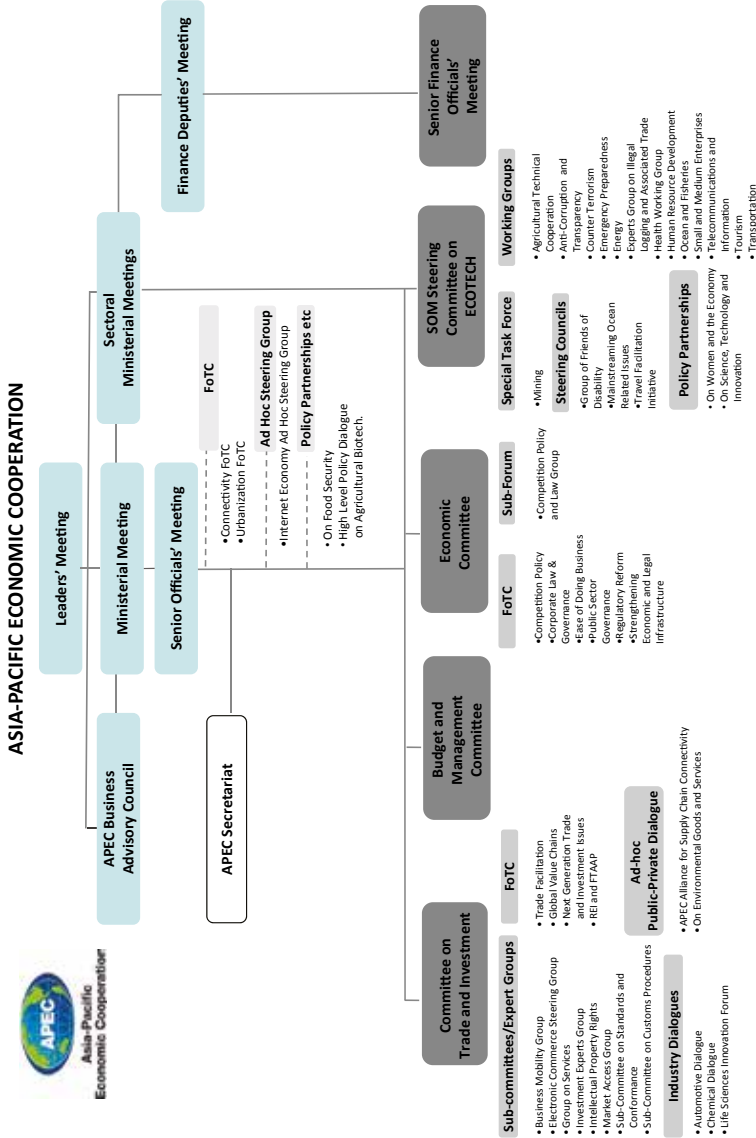 ASIA-PACIFIC ECONOMIC COOPERATION
APEC
Asia-Pacific
Economic Cooperation
Leaders’ Meeting
APEC Business
Advisory Council
Ministerial Meeting
Sectoral
Ministerial Meetings
Senior Officials’ Meeting
Finance Deputies’ Meeting
APEC Secretariat
FoTC
•Connectivity FoTC
•Urbanization FoTC
Ad Hoc Steering Group
•Internet Economy Ad Hoc Steering Group
Policy Partnerships etc
• On Food Security
• High Level Policy Dialogue
on Agricultural Biotech.
Committee on
Trade and Investment
Budget and
Management
Committee
Economic
Committee
SOM Steering
Committee on
ECOTECH
Senior Finance
Officials’
Meeting
Sub-committees/Expert Groups
• Business Mobility Group
• Electronic Commerce Steering Group
• Group on Services
• Investment Experts Group
• Intellectual Property Rights
• Market Access Group
• Sub-Committee on Standards and
Conformance
• Sub-Committee on Customs Procedures
Industry Dialogues
• Automotive Dialogue
• Chemical Dialogue
• Life Sciences Innovation Forum
FoTC
• Trade Facilitation
• Global Value Chains
• Next Generation Trade
and Investment Issues
• REI and FTAAP
Ad-hoc
Public-Private Dialogue
• APEC Alliance for Supply Chain Connectivity
• On Environmental Goods and Services
FoTC
•Competition Policy
•Corporate Law &
Governance
•Ease of Doing Business
•Public Sector
Governance
•Regulatory Reform
•Strengthening
Economic and Legal
Infrastructure
Sub-Forum
•Competition Policy
and Law Group
Special Task Force
• Mining
Steering Councils
•Group of Friends of
Disability
•Mainstreaming Ocean
Related Issues
•Travel Facilitation
Initiative
Policy Partnerships
• On Women and the Economy
• On Science, Technology and
Innovation
Working Groups
• Agricultural Technical
Cooperation
• Anti-Corruption and
Transparency
• Counter Terrorism
• Emergency Preparedness
• Energy
• Experts Group on Illegal
Logging and Associated Trade
• Health Working Group
• Human Resource Development
• Ocean and Fisheries
• Small and Medium Enterprises
• Telecommunications and
Information
• Tourism
• Transportation